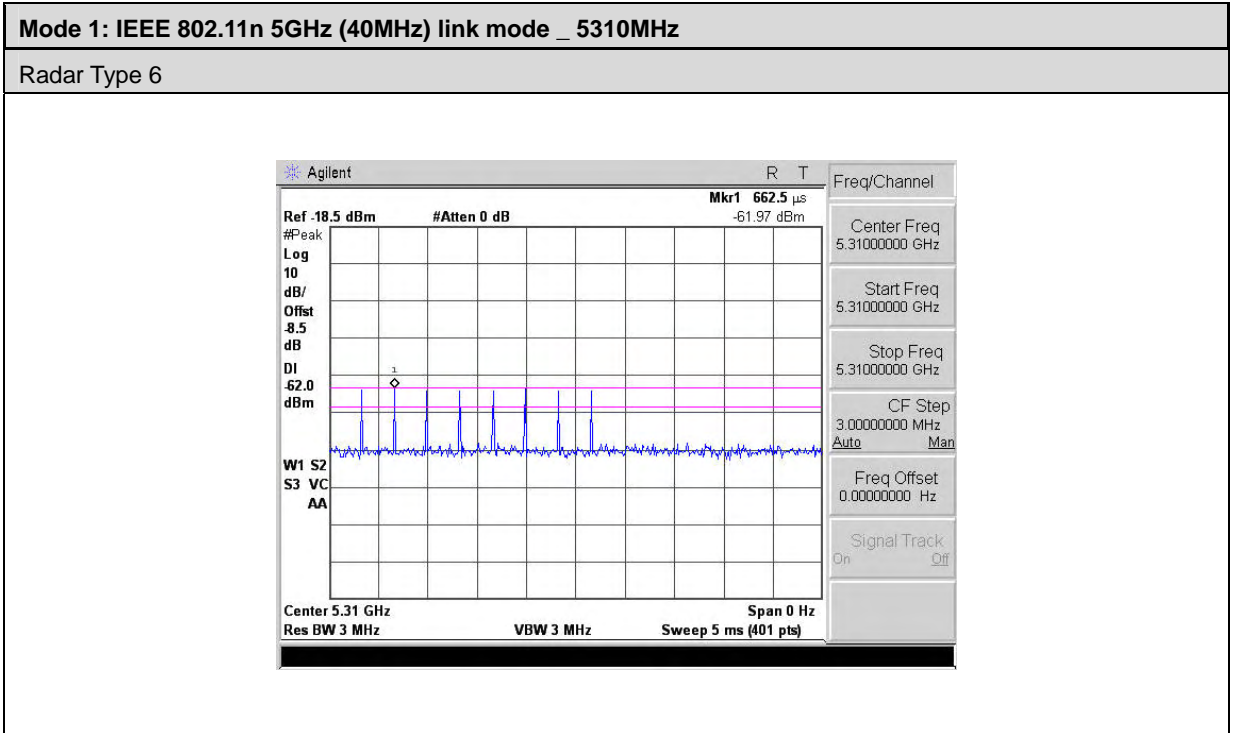 Mode 1: IEEE 802.11n 5GHz (40MHz) link mode _ 5310MHz
Radar Type 6
Agilent R T
Freq/Channel
Mkr1 662.5 µs
Ref -18.5 dBm #Atten 0 dB -61.97 dBm
#Peak
Log
10
dB/
Offst
-8.5
dB
DI
-62.0
dBm
1
W1 S2
S3 VC
AA
Center 5.31 GHz Span 0 Hz
Res BW 3 MHz VBW 3 MHz Sweep 5 ms (401 pts)
Center Freq
5.31000000 GHz
Start Freq
5.31000000 GHz
Stop Freq
5.31000000 GHz
CF Step
3.00000000 MHz
Auto Man
Freq Offset
0.00000000 Hz
Signal Track
On Off